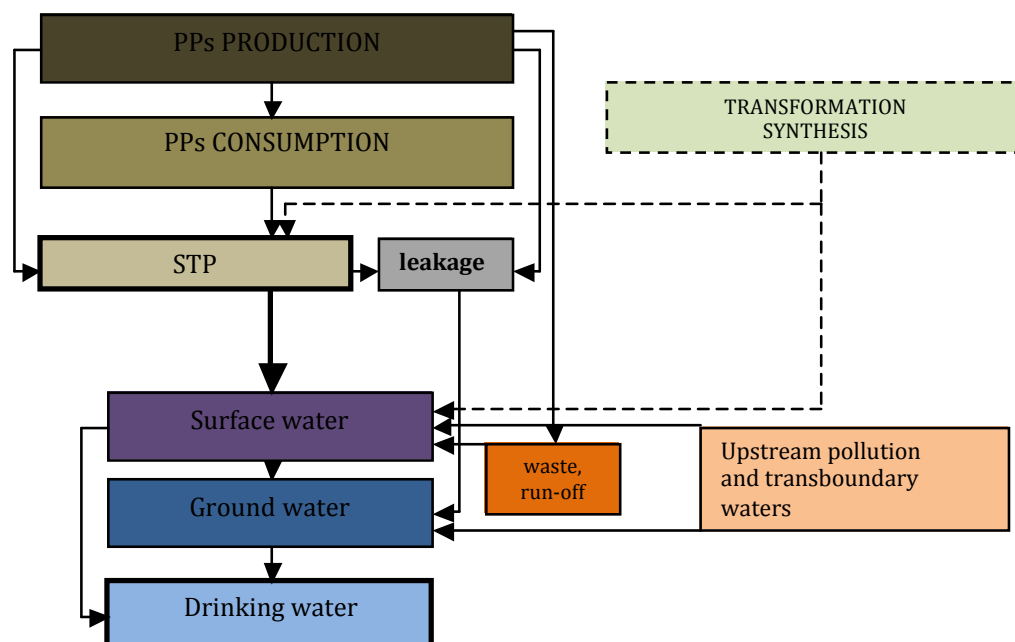 PPs PRODUCTION
TRANSFORMATION
SYNTHESIS
PPs CONSUMPTION
STP
leakage
Surface water
waste,
run-off
Upstream pollution
and transboundary
waters
Ground water
Drinking water